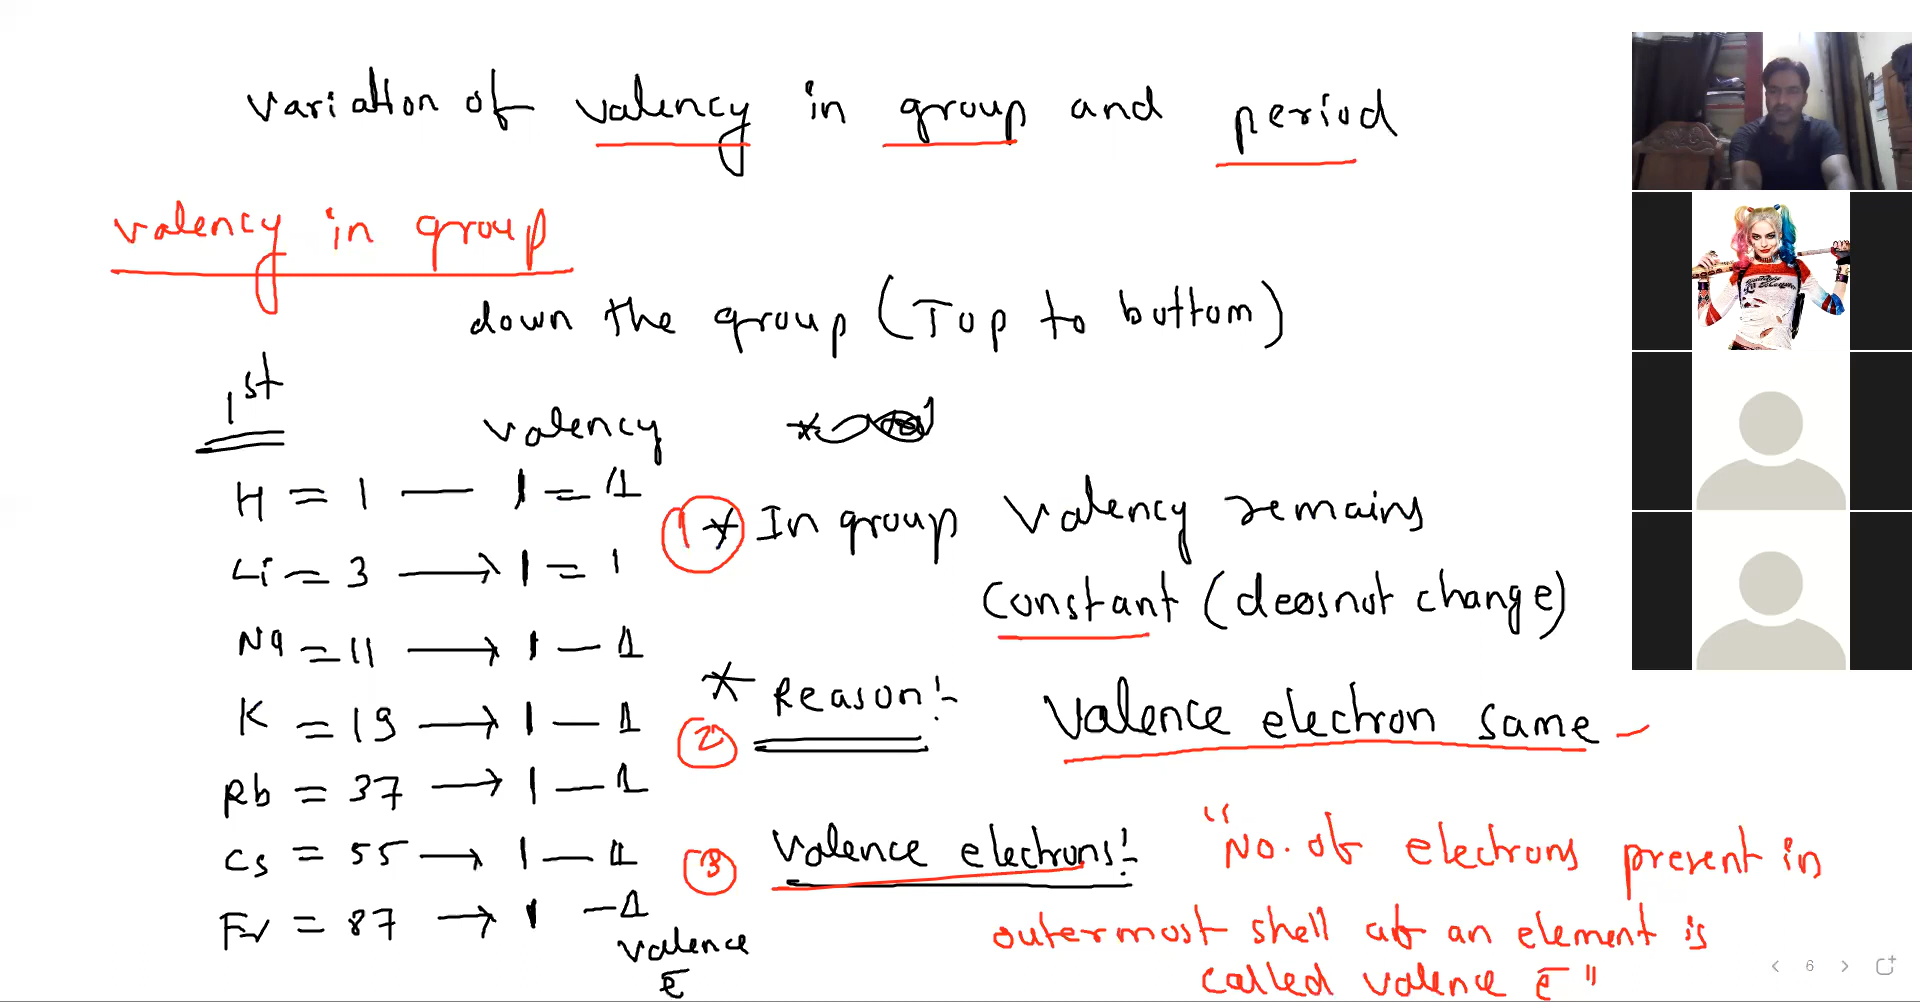 variation of valency in group and period
valency in group
down the group (Top to bottom)
1st
valency
H = 1 — 1 = 1
Li = 3 → 1 = 1
Na = 11 → 1 — 1
K = 19 → 1 — 1
Rb = 37 → 1 — 1
Cs = 55 → 1 — 1
Fr = 87 → 1 — 1
valence
ē
1 * In group valency remains
constant (deosnot change)
* Reason:-
2
valence electron same
3 valence electrons:- "No. of electrons present in
outermost shell of an element is
called valence ē"
6